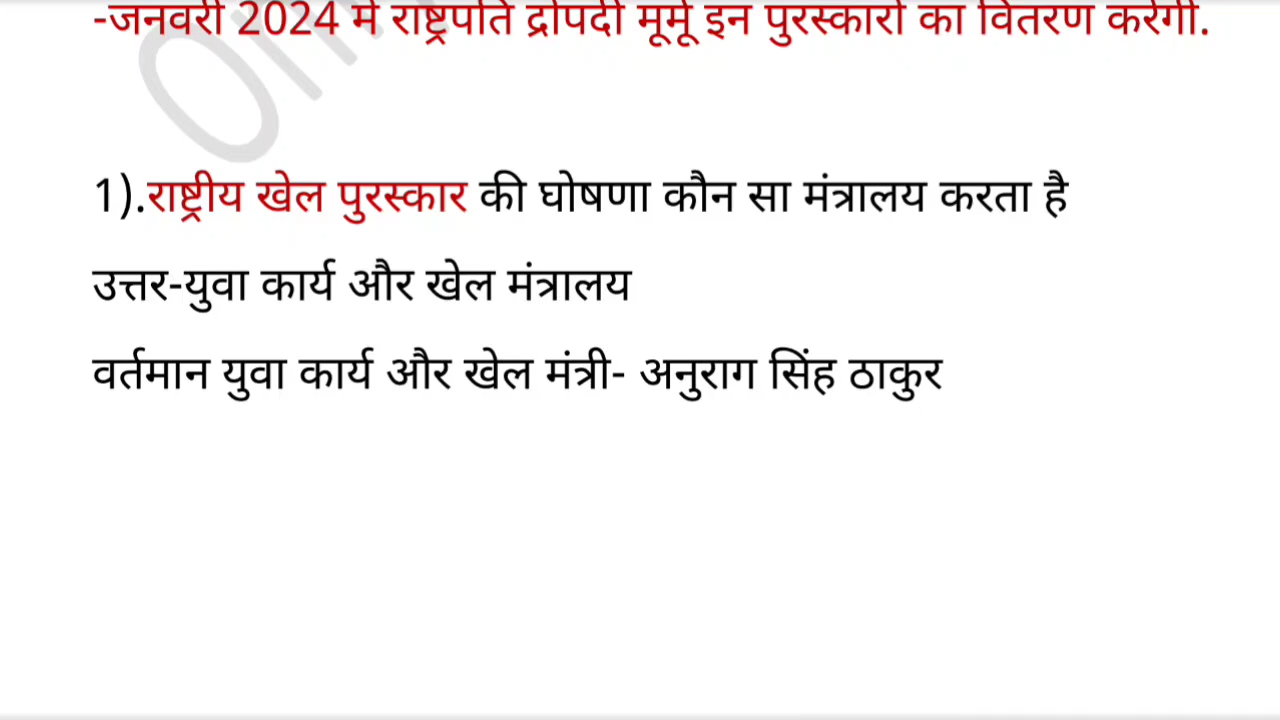 -जनवरी 2024 में राष्ट्रपति द्रौपदी मूर्मू इन पुरस्कारों का वितरण करेंगी.
1).राष्ट्रीय खेल पुरस्कार की घोषणा कौन सा मंत्रालय करता है
उत्तर-युवा कार्य और खेल मंत्रालय
वर्तमान युवा कार्य और खेल मंत्री- अनुराग सिंह ठाकुर